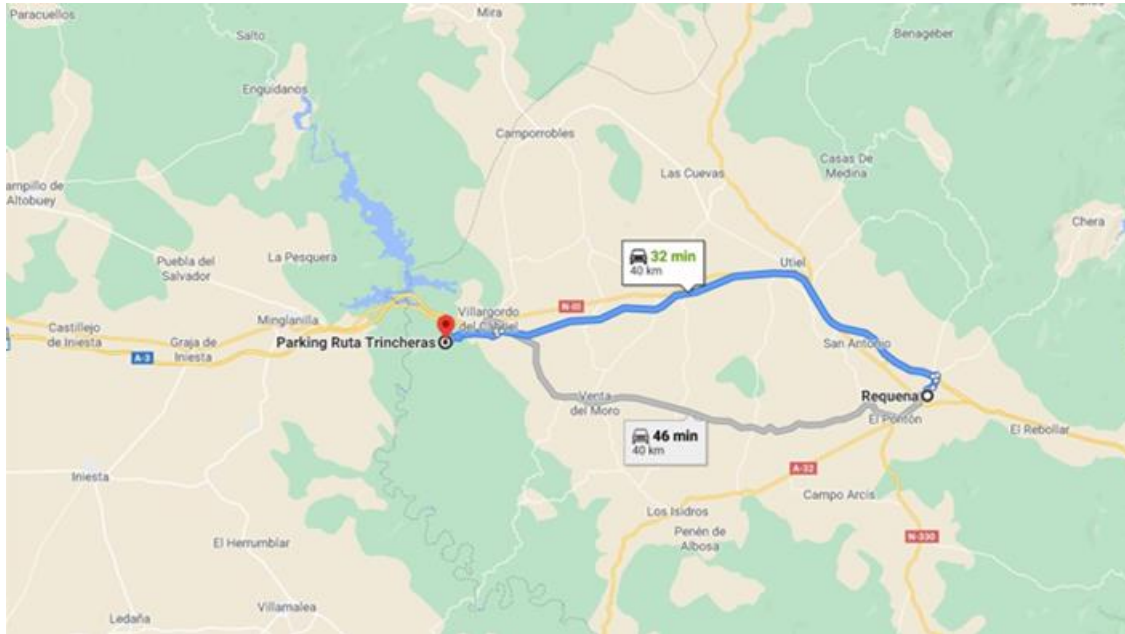 Paracuellos
Mira
Salto
Benagéber
Enguídanos
Camporrobles
Casas De
Medina
Las Cuevas
ampillo de
Altobuey
Chera
La Pesquera
Puebla del
Salvador
32 min
40 km
Utiel
N-III
Villargordo
del Cabriel
Minglanilla
Castillejo
de Iniesta
Graja de
Iniesta
A-3
Parking Ruta Trincheras
San Antonio
Requena
Venta
del Moro
El Pontón
El Rebollar
46 min
40 km
A-32
Iniesta
Campo Arcís
Los Isidros
Penén de
Albosa
N-330
El Herrumblar
Villamalea
Ledaña